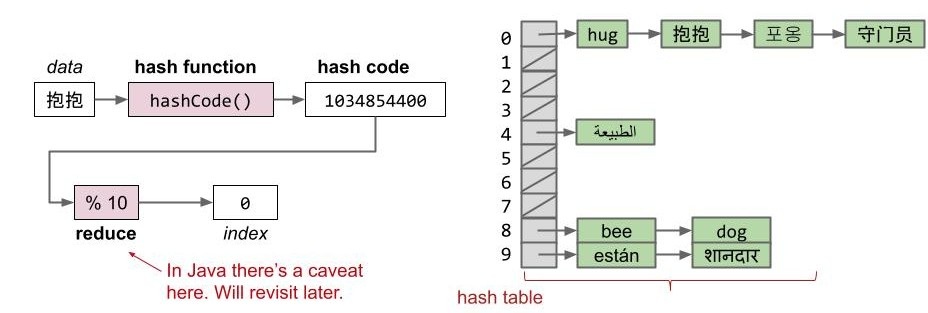 data
hash function
hash code
抱抱
hashCode()
1034854400
% 10
0
reduce
index
In Java there's a caveat
here. Will revisit later.
0
hug
抱抱
포옹
守门员
1
2
3
4
الطبيعة
5
6
7
8
bee
dog
9
están
शानदार
hash table